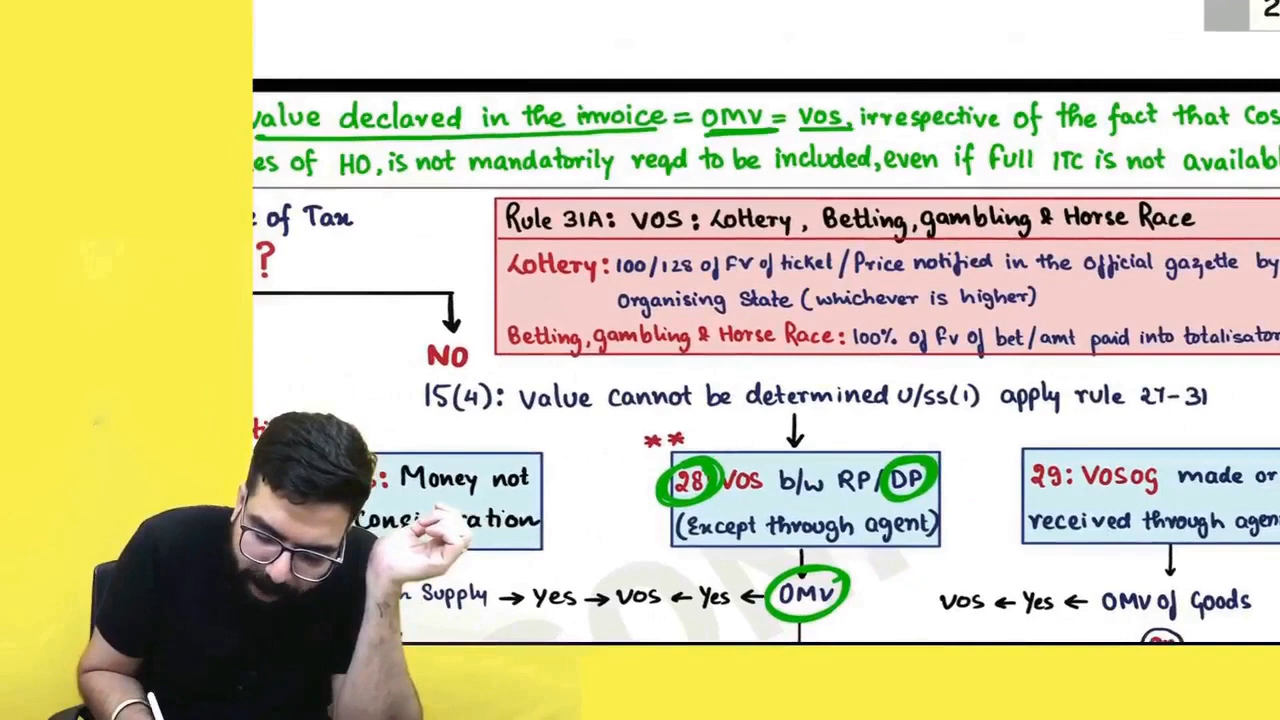 2
value declared in the invoice = OMV = VOS, irrespective of the fact that Cos
es of HO, is not mandatorily reqd to be included, even if full ITC is not availabl
of Tax
?
Rule 31A: VOS: Lottery, Betting, gambling & Horse Race
Lottery: 100/128 of FV of ticket / Price notified in the Official gazette by
Organising State (whichever is higher)
Betting, gambling & Horse Race: 100% of FV of bet/amt paid into totalisator
NO
15(4): Value cannot be determined u/ss(1) apply rule 27-31
**
: Money not
28 VOS b/w RP/DP
(Except through agent)
29: VOSOG made or
received through agen
Supply → Yes → VOS ← Yes ← OMV
VOS ← Yes ← OMV of Goods